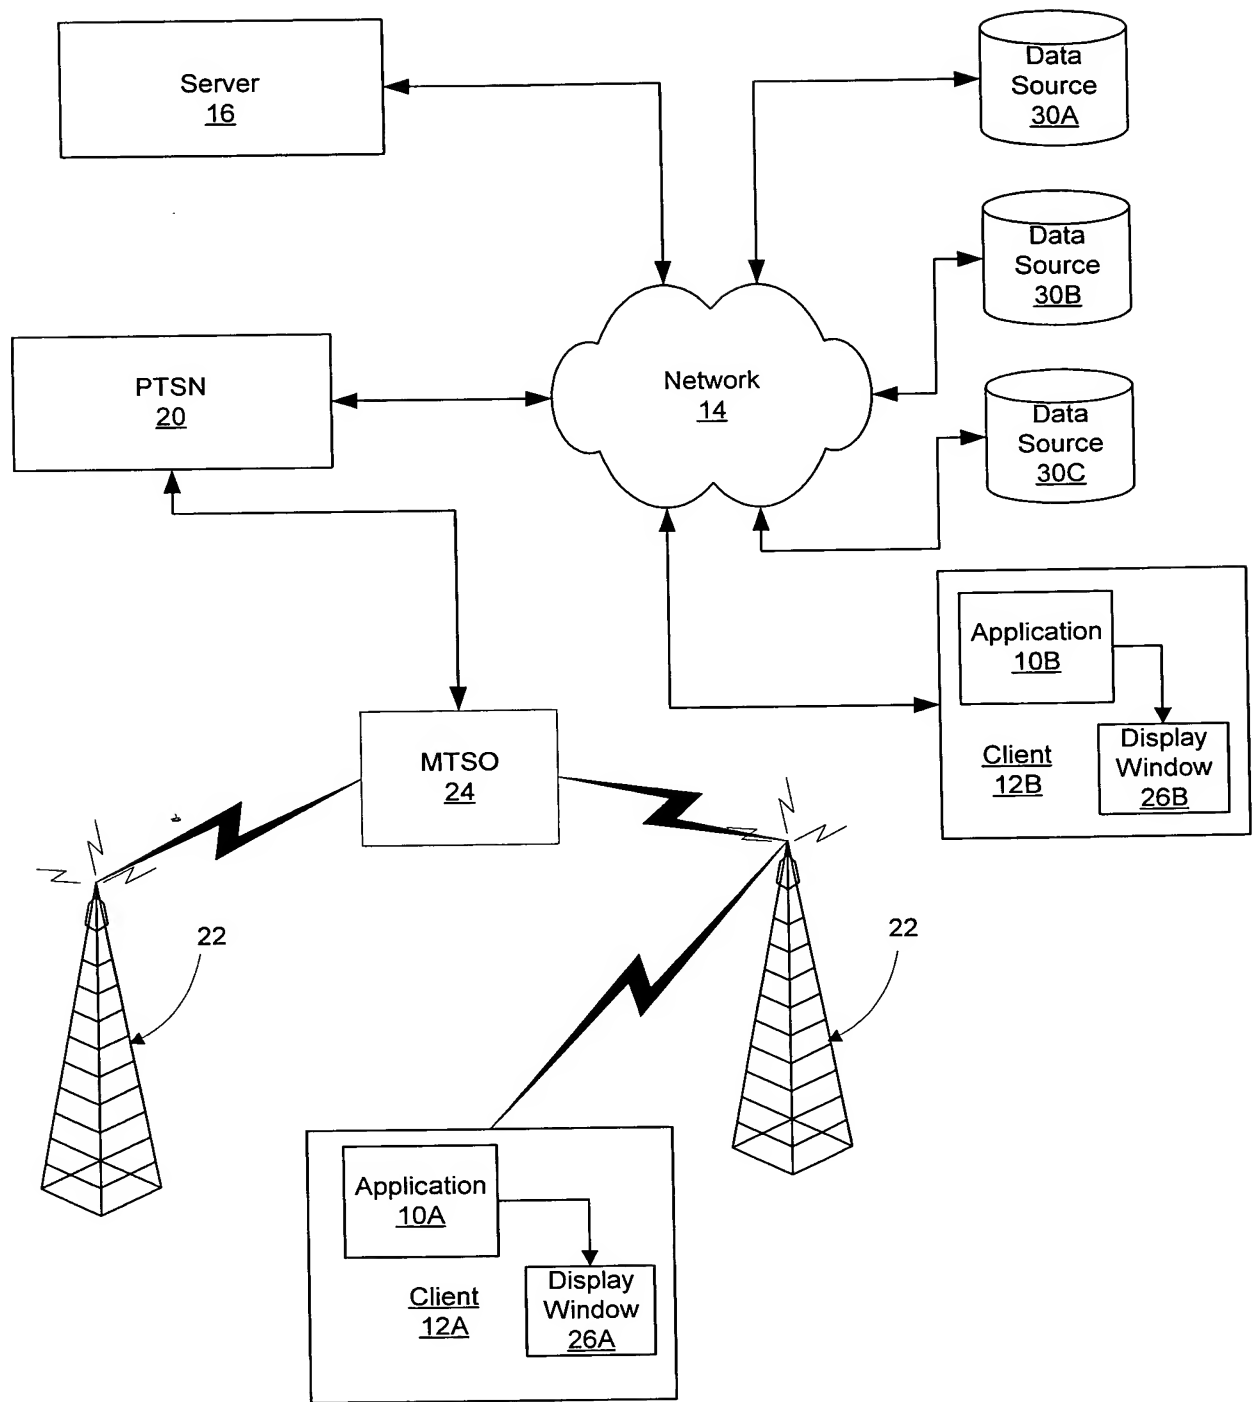 Server
16
Data
Source
30A
Data
Source
30B
Data
Source
30C
PTSN
20
Network
14
Application
10B
Client
12B
Display
Window
26B
MTSO
24
22
22
Application
10A
Client
12A
Display
Window
26A